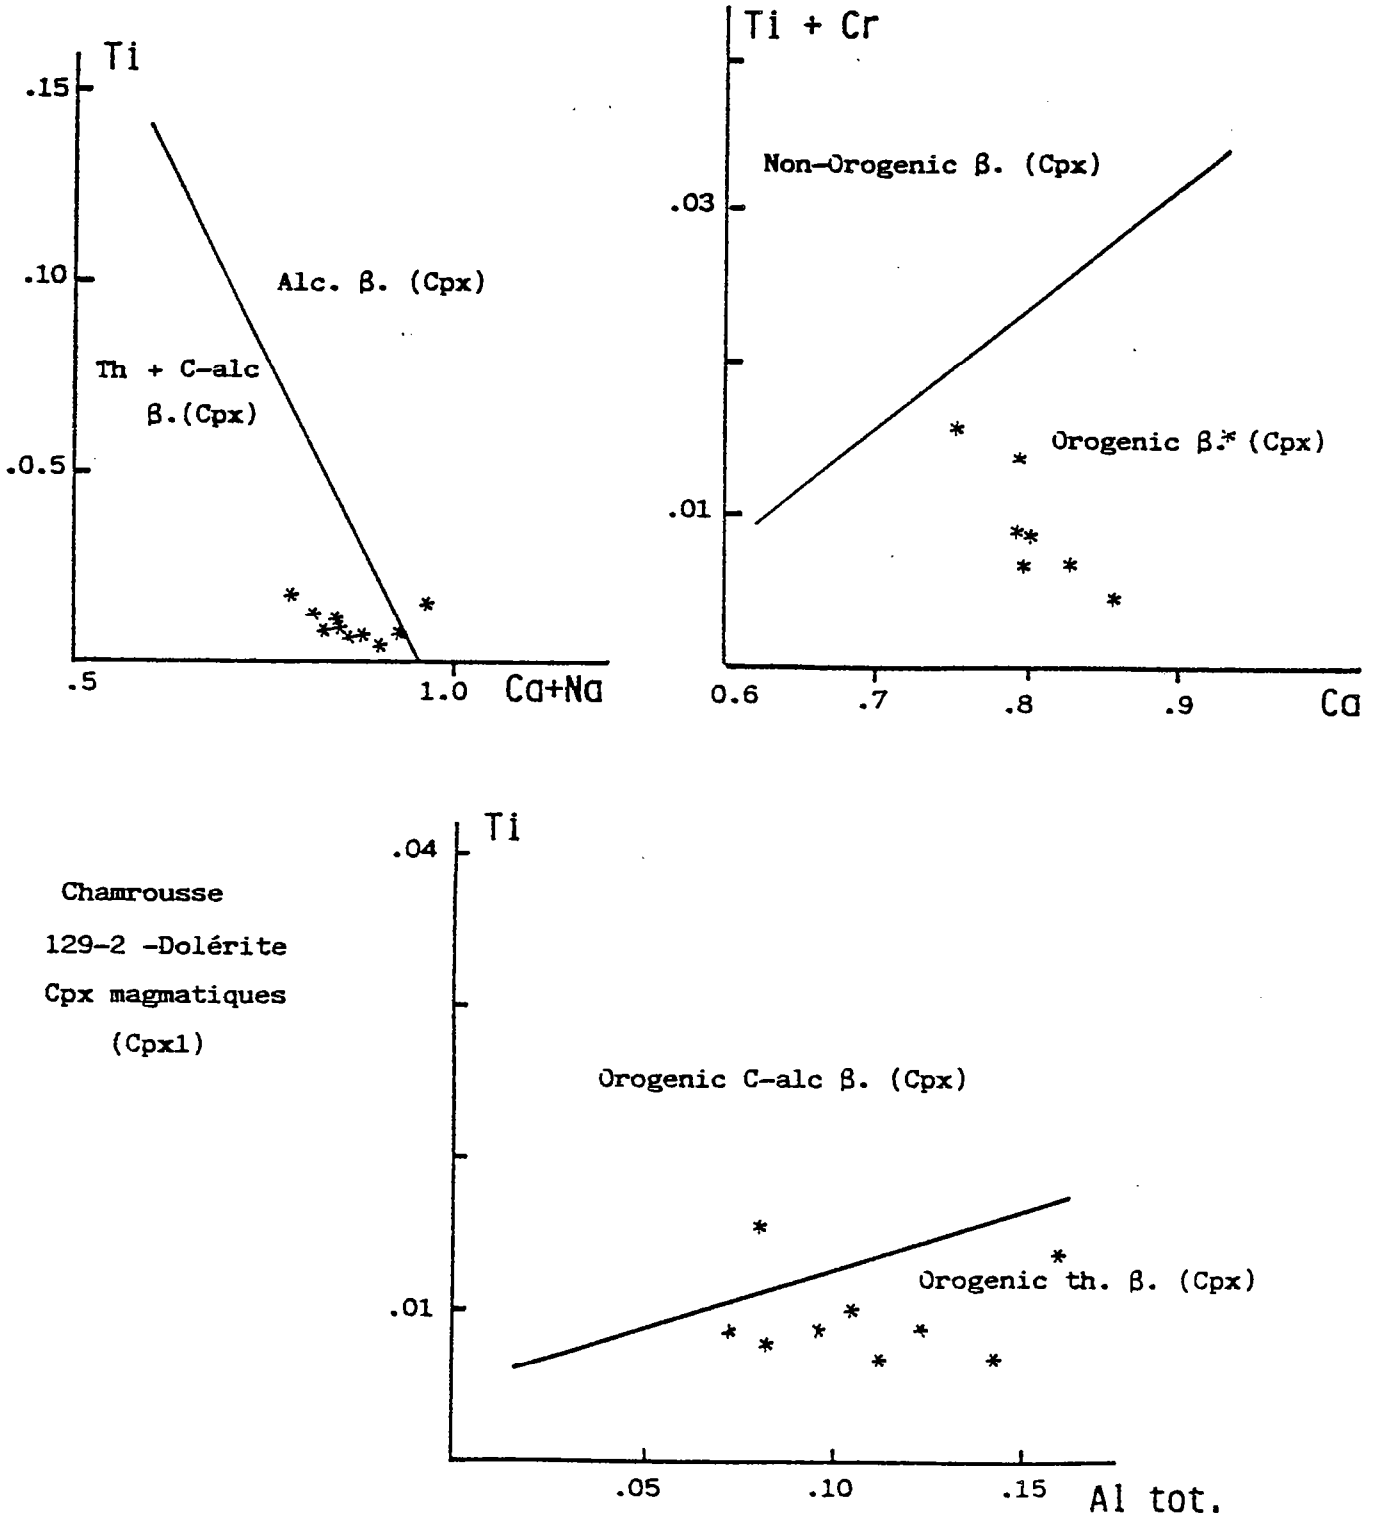 Ti
.15
.10
Alc. β. (Cpx)
Th + C-alc
β.(Cpx)
.0.5
.5
1.0
Ca+Na
Ti + Cr
Non-Orogenic β. (Cpx)
.03
Orogenic β.* (Cpx)
.01
0.6
.7
.8
.9
Ca
Ti
.04
Chamrousse
129-2 -Dolérite
Cpx magmatiques
(Cpx1)
Orogenic C-alc β. (Cpx)
Orogenic th. β. (Cpx)
.01
.05
.10
.15
Al tot.